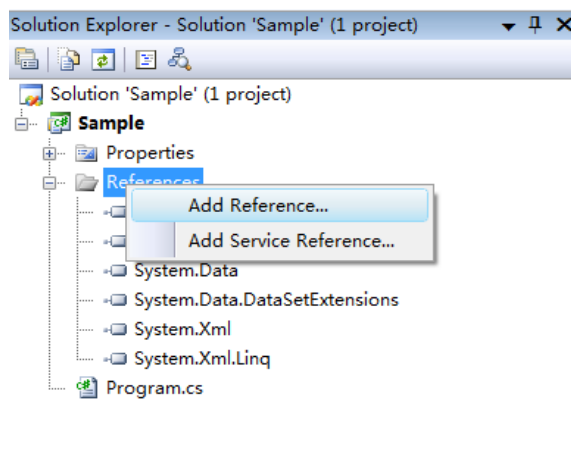 Solution Explorer - Solution 'Sample' (1 project)
Solution 'Sample' (1 project)
Sample
Properties
References
Add Reference...
Add Service Reference...
System.Data
System.Data.DataSetExtensions
System.Xml
System.Xml.Linq
Program.cs